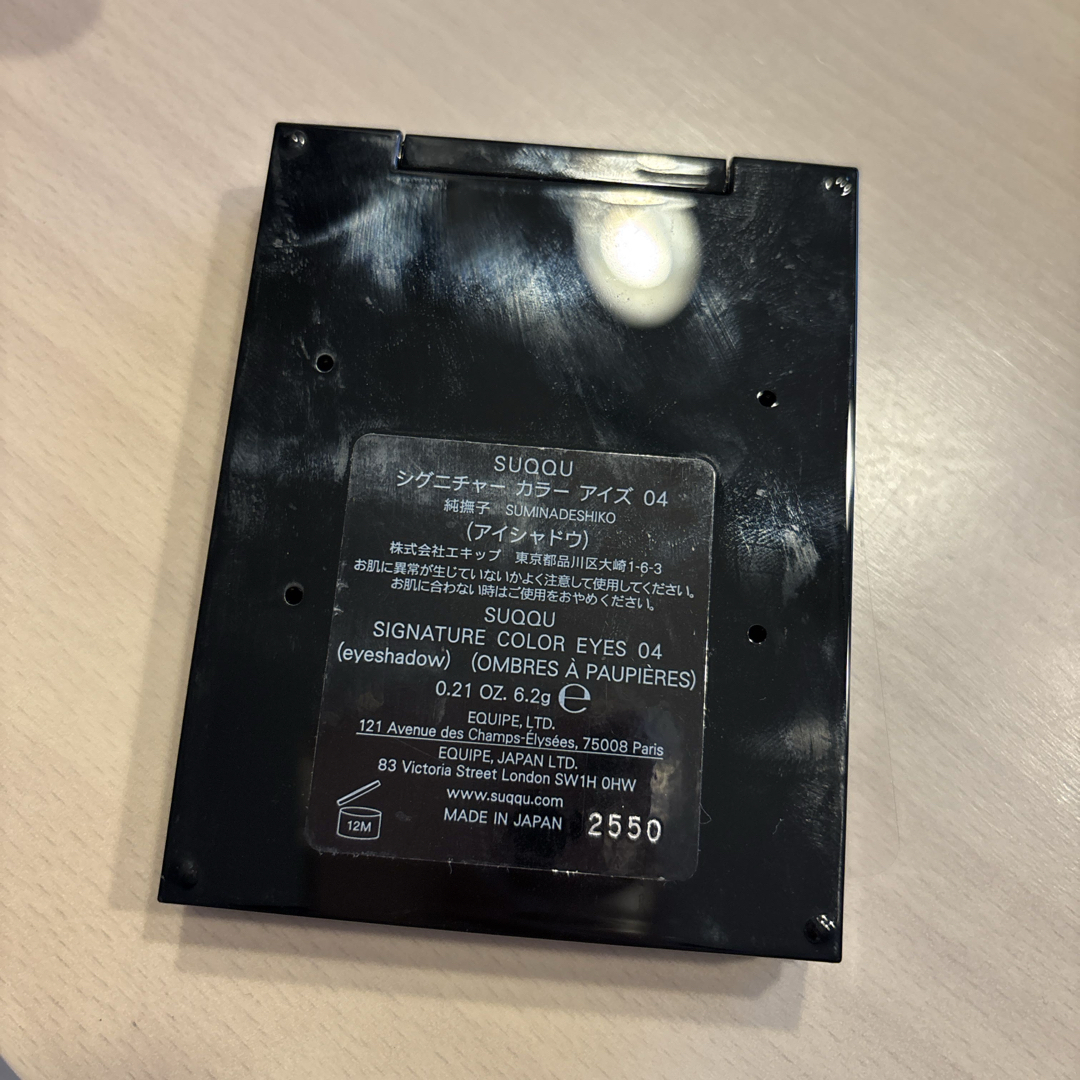 SUQQU
シグニチャー カラー アイズ 04
純撫子 SUMINADESHIKO
(アイシャドウ)
株式会社エキップ 東京都品川区大崎1-6-3
お肌に異常が生じていないかよく注意して使用してください。
お肌に合わない時はご使用をおやめください。
SUQQU
SIGNATURE COLOR EYES 04
(eyeshadow) (OMBRES À PAUPIÈRES)
0.21 OZ. 6.2g ℮
EQUIPE, LTD.
121 Avenue des Champs-Élysées, 75008 Paris
EQUIPE, JAPAN LTD.
83 Victoria Street London SW1H 0HW
www.suqqu.com
MADE IN JAPAN 2550
12M